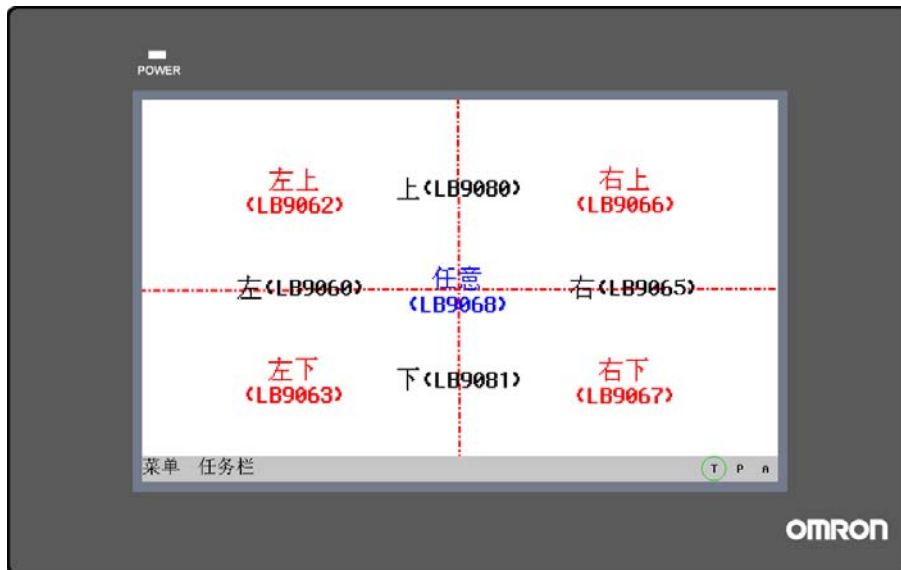 POWER
左上
(LB9062)
上(LB9080)
右上
(LB9066)
左(LB9060)
任意
(LB9068)
右(LB9065)
左下
(LB9063)
下(LB9081)
右下
(LB9067)
菜单 任务栏
T P A
OMRON